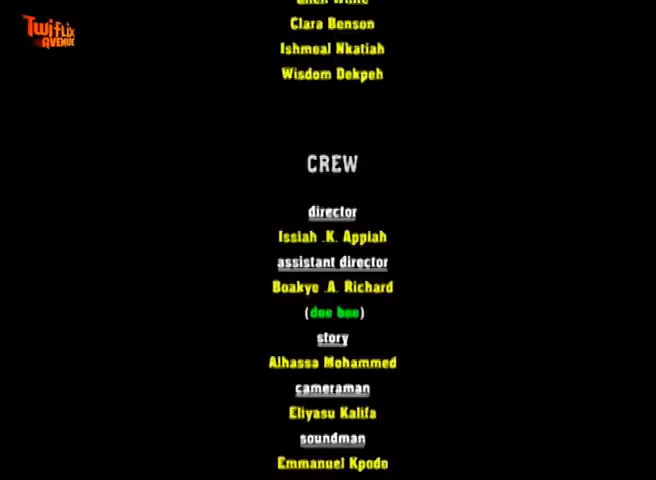 Twiflix
AVENUE
Clara Benson
Ishmeal Nkatiah
Wisdom Dekpeh
CREW
director
Issiah .K. Appiah
assistant director
Boakye .A. Richard
(dee bee)
story
Alhassa Mohammed
cameraman
Eliyasu Kalifa
soundman
Emmanuel Kpodo